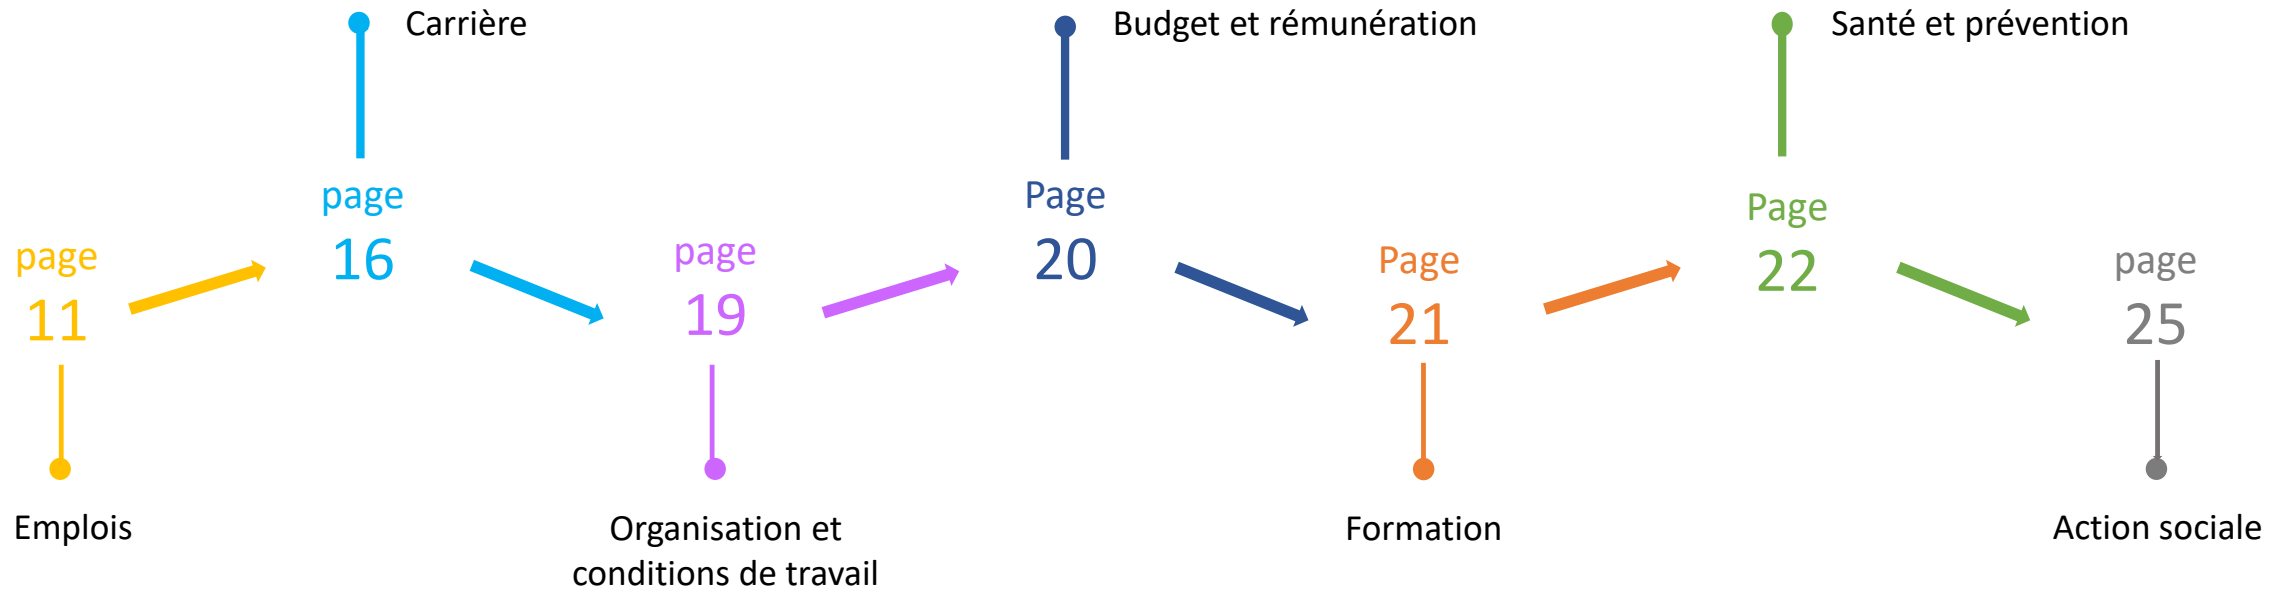 Carrière
Budget et rémunération
Santé et prévention
page
11
page
16
page
19
Page
20
Page
21
Page
22
page
25
Emplois
Organisation et
conditions de travail
Formation
Action sociale